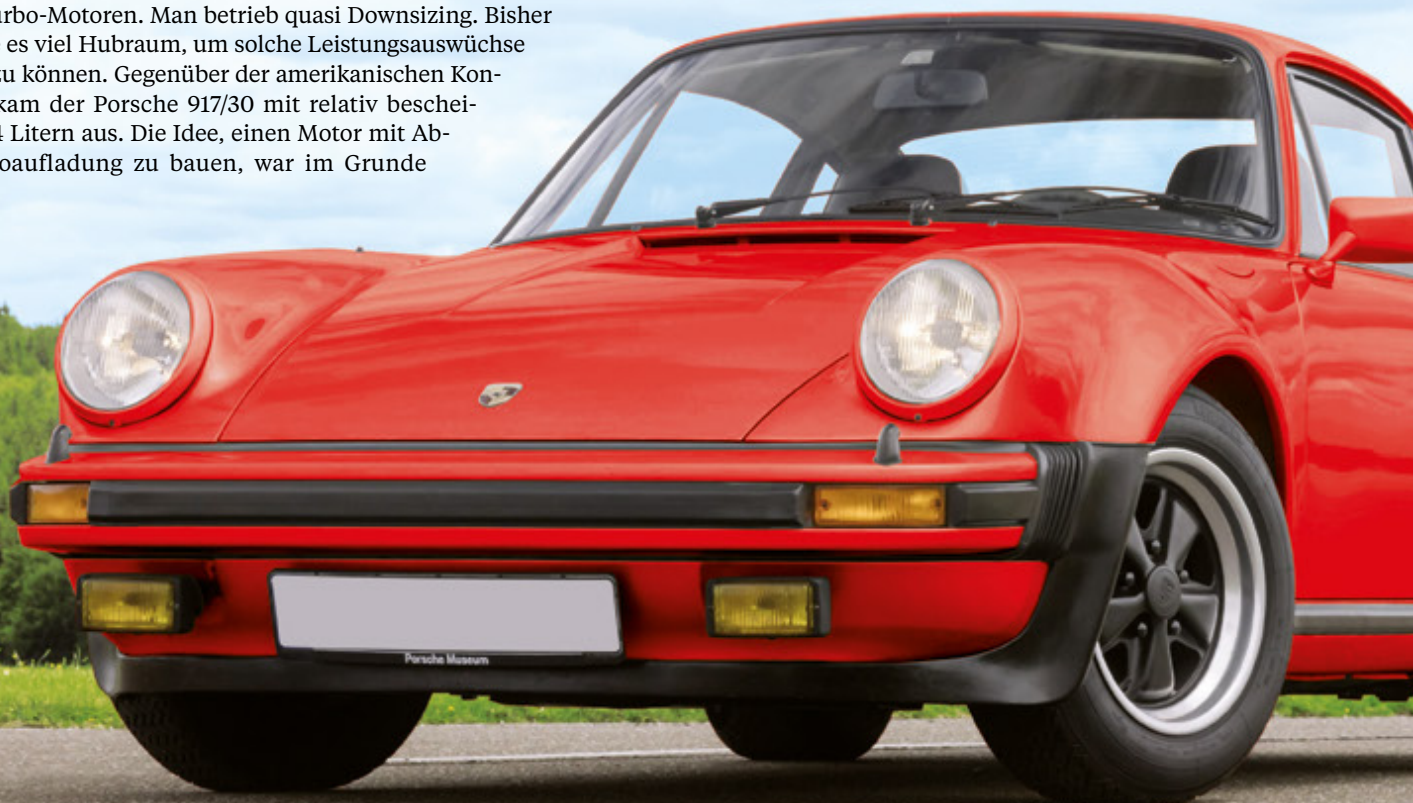 urbo-Motoren. Man betrieb quasi Downsizing. Bisher
es viel Hubraum, um solche Leistungsauswüchse
zu können. Gegenüber der amerikanischen Kon-
kam der Porsche 917/30 mit relativ beschei-
4 Litern aus. Die Idee, einen Motor mit Ab-
oaufladung zu bauen, war im Grunde
Porsche Museum